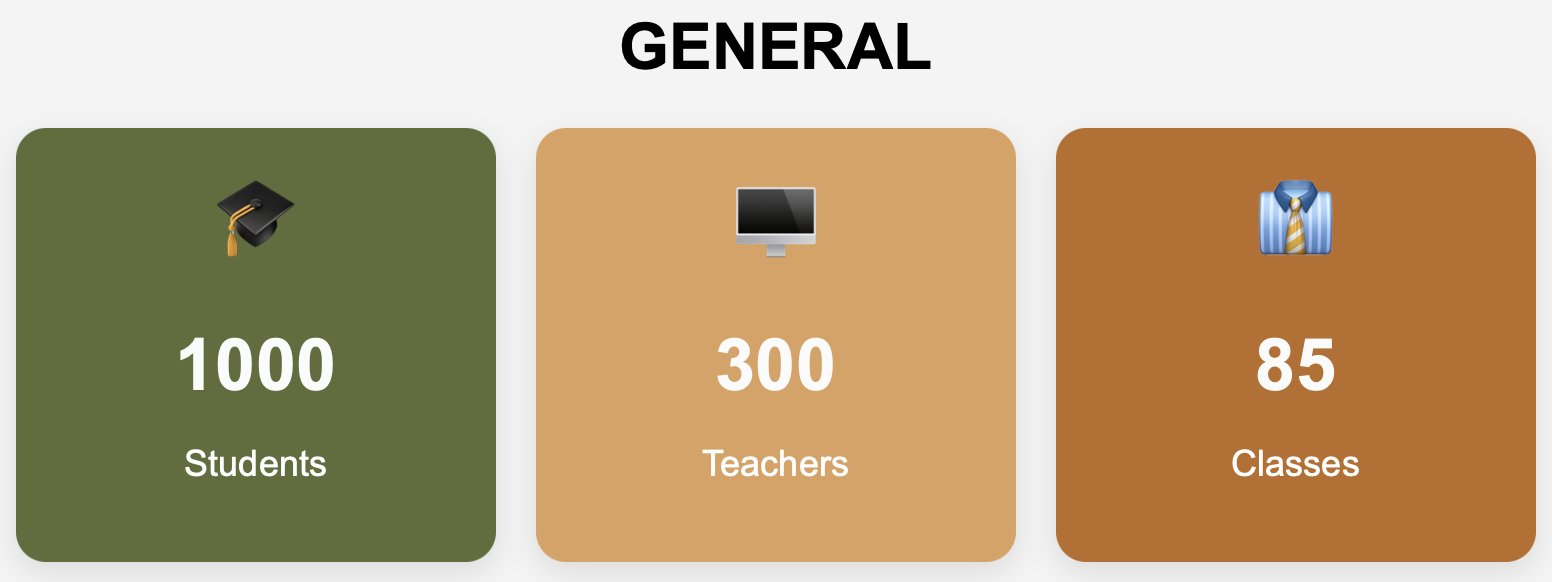 GENERAL
1000
Students
300
Teachers
85
Classes